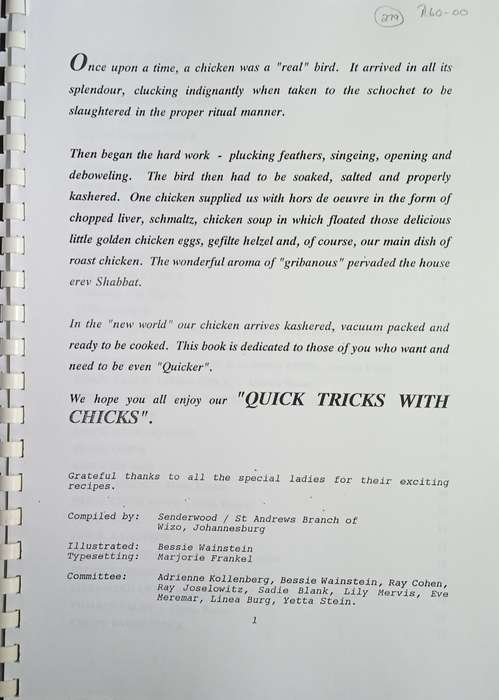 279 R60-00
Once upon a time, a chicken was a "real" bird. It arrived in all its
splendour, clucking indignantly when taken to the schochet to be
slaughtered in the proper ritual manner.
Then began the hard work - plucking feathers, singeing, opening and
deboweling. The bird then had to be soaked, salted and properly
kashered. One chicken supplied us with hors de oeuvre in the form of
chopped liver, schmaltz, chicken soup in which floated those delicious
little golden chicken eggs, gefilte helzel and, of course, our main dish of
roast chicken. The wonderful aroma of "gribanous" pervaded the house
erev Shabbat.
In the "new world" our chicken arrives kashered, vacuum packed and
ready to be cooked. This book is dedicated to those of you who want and
need to be even "Quicker".
We hope you all enjoy our "QUICK TRICKS WITH
CHICKS".
Grateful thanks to all the special ladies for their exciting
recipes.
Compiled by: Senderwood / St Andrews Branch of
Wizo, Johannesburg
Illustrated: Bessie Wainstein
Typesetting: Marjorie Frankel
Committee: Adrienne Kollenberg, Bessie Wainstein, Ray Cohen,
Ray Joselowitz, Sadie Blank, Lily Mervis, Eve
Meremar, Linea Burg, Yetta Stein.
1